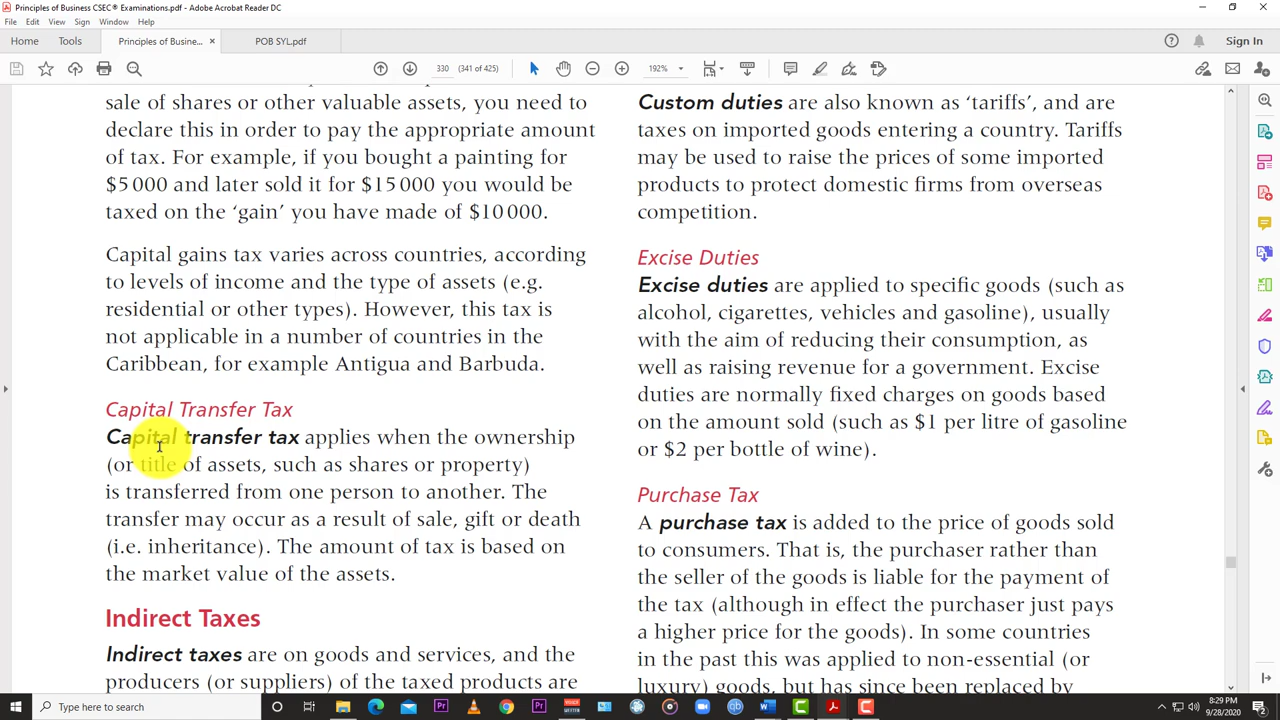 Principles of Business CSEC® Examinations.pdf - Adobe Acrobat Reader DC
File Edit View Sign Window Help
Home Tools Principles of Busine... × POB SYL.pdf Sign In
330 (341 of 425) 192%
sale of shares or other valuable assets, you need to
declare this in order to pay the appropriate amount
of tax. For example, if you bought a painting for
$5 000 and later sold it for $15 000 you would be
taxed on the ‘gain’ you have made of $10 000.
Capital gains tax varies across countries, according
to levels of income and the type of assets (e.g.
residential or other types). However, this tax is
not applicable in a number of countries in the
Caribbean, for example Antigua and Barbuda.
Capital Transfer Tax
Capital transfer tax applies when the ownership
(or title of assets, such as shares or property)
is transferred from one person to another. The
transfer may occur as a result of sale, gift or death
(i.e. inheritance). The amount of tax is based on
the market value of the assets.
Indirect Taxes
Indirect taxes are on goods and services, and the
producers (or suppliers) of the taxed products are
Custom duties are also known as ‘tariffs’, and are
taxes on imported goods entering a country. Tariffs
may be used to raise the prices of some imported
products to protect domestic firms from overseas
competition.
Excise Duties
Excise duties are applied to specific goods (such as
alcohol, cigarettes, vehicles and gasoline), usually
with the aim of reducing their consumption, as
well as raising revenue for a government. Excise
duties are normally fixed charges on goods based
on the amount sold (such as $1 per litre of gasoline
or $2 per bottle of wine).
Purchase Tax
A purchase tax is added to the price of goods sold
to consumers. That is, the purchaser rather than
the seller of the goods is liable for the payment of
the tax (although in effect the purchaser just pays
a higher price for the goods). In some countries
in the past this was applied to non-essential (or
luxury) goods, but has since been replaced by
Type here to search
8:29 PM
9/28/2020